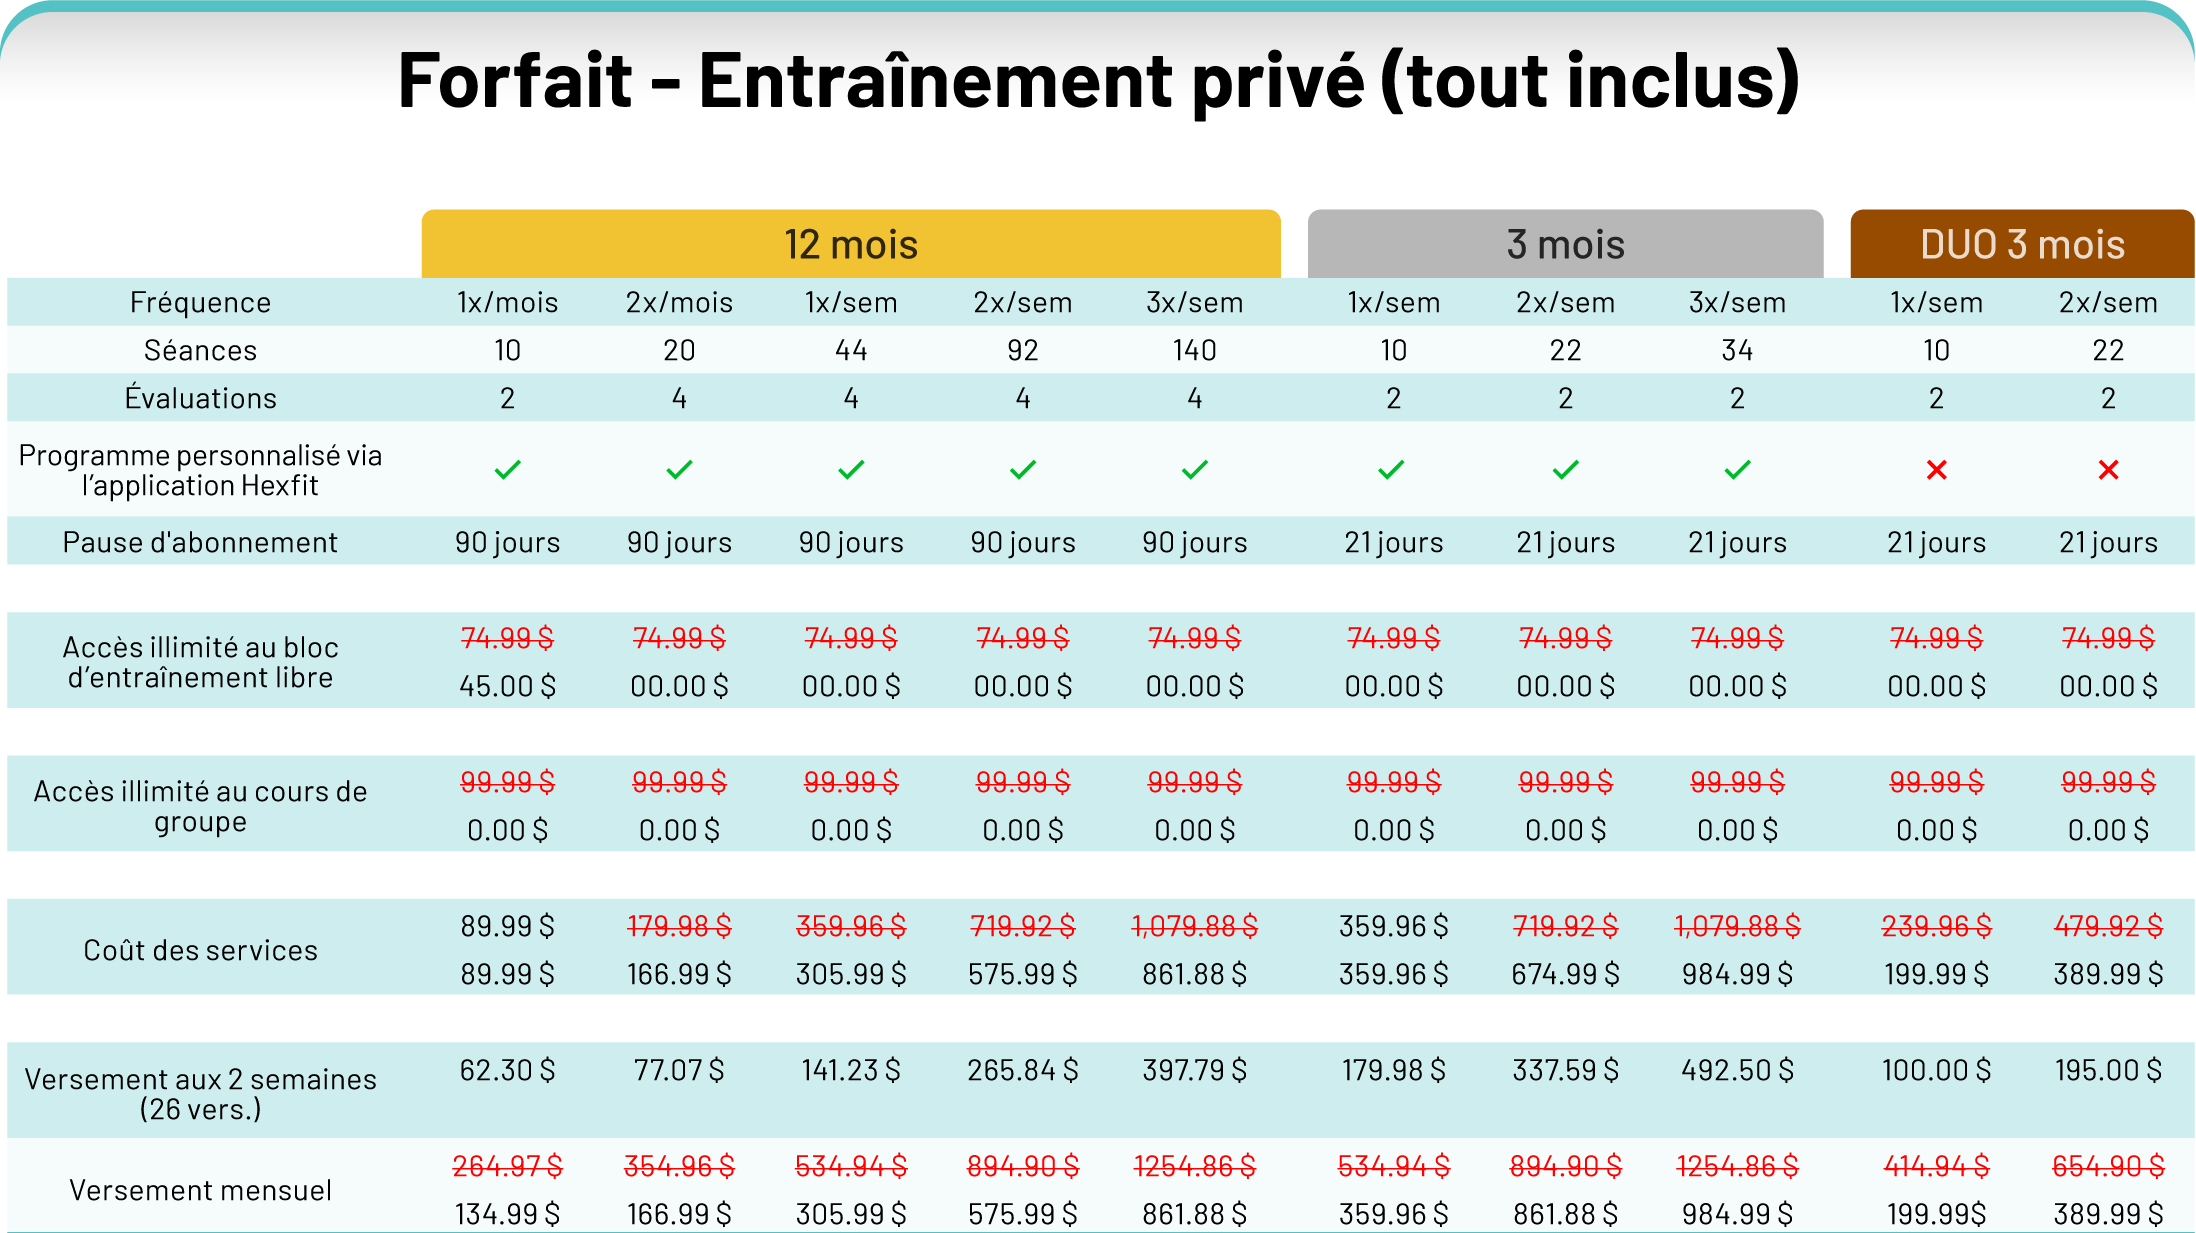 Forfait - Entraînement privé (tout inclus)
12 mois 3 mois DUO 3 mois
Fréquence 1x/mois 2x/mois 1x/sem 2x/sem 3x/sem 1x/sem 2x/sem 3x/sem 1x/sem 2x/sem
Séances 10 20 44 92 140 10 22 34 10 22
Évaluations 2 4 4 4 4 2 2 2 2 2
Programme personnalisé via
l’application Hexfit
Pause d'abonnement 90 jours 90 jours 90 jours 90 jours 90 jours 21 jours 21 jours 21 jours 21 jours 21 jours
Accès illimité au bloc
d’entraînement libre
74.99 $ 74.99 $ 74.99 $ 74.99 $ 74.99 $ 74.99 $ 74.99 $ 74.99 $ 74.99 $ 74.99 $
45.00 $ 00.00 $ 00.00 $ 00.00 $ 00.00 $ 00.00 $ 00.00 $ 00.00 $ 00.00 $ 00.00 $
Accès illimité au cours de
groupe
99.99 $ 99.99 $ 99.99 $ 99.99 $ 99.99 $ 99.99 $ 99.99 $ 99.99 $ 99.99 $ 99.99 $
0.00 $ 0.00 $ 0.00 $ 0.00 $ 0.00 $ 0.00 $ 0.00 $ 0.00 $ 0.00 $ 0.00 $
Coût des services
89.99 $ 179.98 $ 359.96 $ 719.92 $ 1,079.88 $ 359.96 $ 719.92 $ 1,079.88 $ 239.96 $ 479.92 $
89.99 $ 166.99 $ 305.99 $ 575.99 $ 861.88 $ 359.96 $ 674.99 $ 984.99 $ 199.99 $ 389.99 $
Versement aux 2 semaines
(26 vers.)
62.30 $ 77.07 $ 141.23 $ 265.84 $ 397.79 $ 179.98 $ 337.59 $ 492.50 $ 100.00 $ 195.00 $
Versement mensuel
264.97 $ 354.96 $ 534.94 $ 894.90 $ 1254.86 $ 534.94 $ 894.90 $ 1254.86 $ 414.94 $ 654.90 $
134.99 $ 166.99 $ 305.99 $ 575.99 $ 861.88 $ 359.96 $ 861.88 $ 984.99 $ 199.99$ 389.99 $